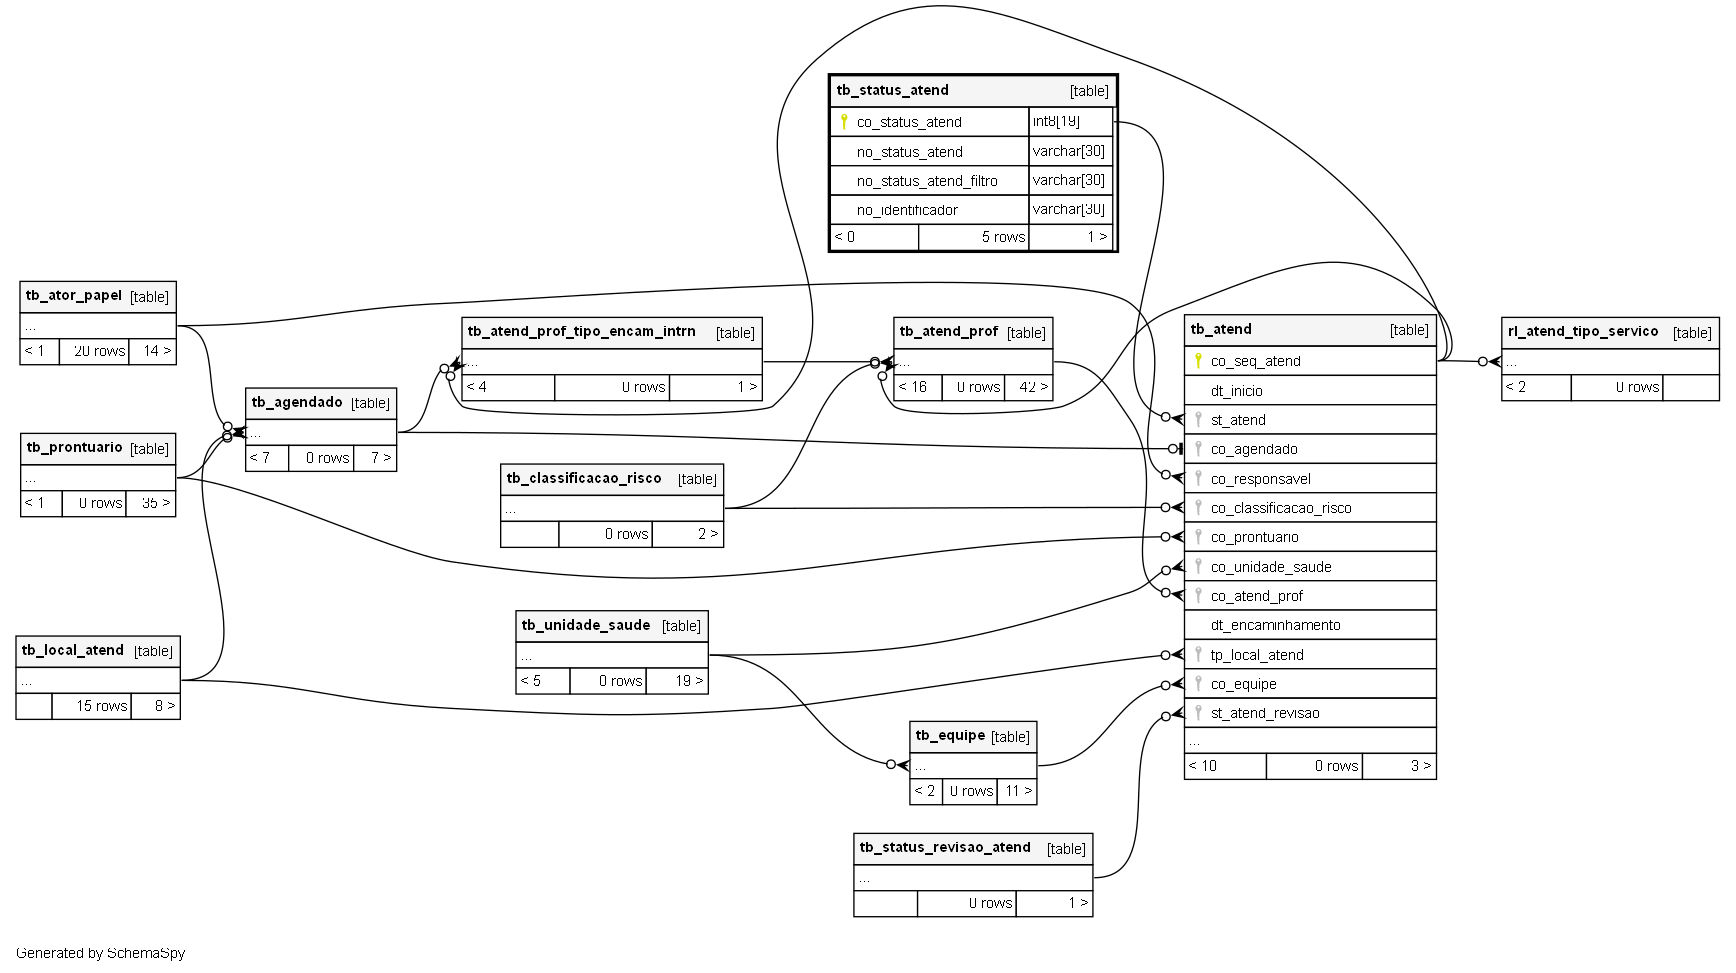 tb_status_atend [table]
co_status_atend int8[19]
no_status_atend varchar[30]
no_status_atend_filtro varchar[30]
no_identificador varchar[30]
< 0 5 rows 1 >
tb_ator_papel [table]
...
< 1 20 rows 14 >
tb_atend_prof_tipo_encam_intrn [table]
...
< 4 0 rows 1 >
tb_atend_prof [table]
...
< 16 0 rows 42 >
tb_atend [table]
co_seq_atend
dt_inicio
st_atend
co_agendado
co_responsavel
co_classificacao_risco
co_prontuario
co_unidade_saude
co_atend_prof
dt_encaminhamento
tp_local_atend
co_equipe
st_atend_revisao
...
< 10 0 rows 3 >
rl_atend_tipo_servico [table]
...
< 2 0 rows
tb_agendado [table]
...
< 7 0 rows 7 >
tb_prontuario [table]
...
< 1 0 rows 35 >
tb_classificacao_risco [table]
...
0 rows 2 >
tb_unidade_saude [table]
...
< 5 0 rows 19 >
tb_local_atend [table]
...
15 rows 8 >
tb_equipe [table]
...
< 2 0 rows 11 >
tb_status_revisao_atend [table]
...
0 rows 1 >
Generated by SchemaSpy